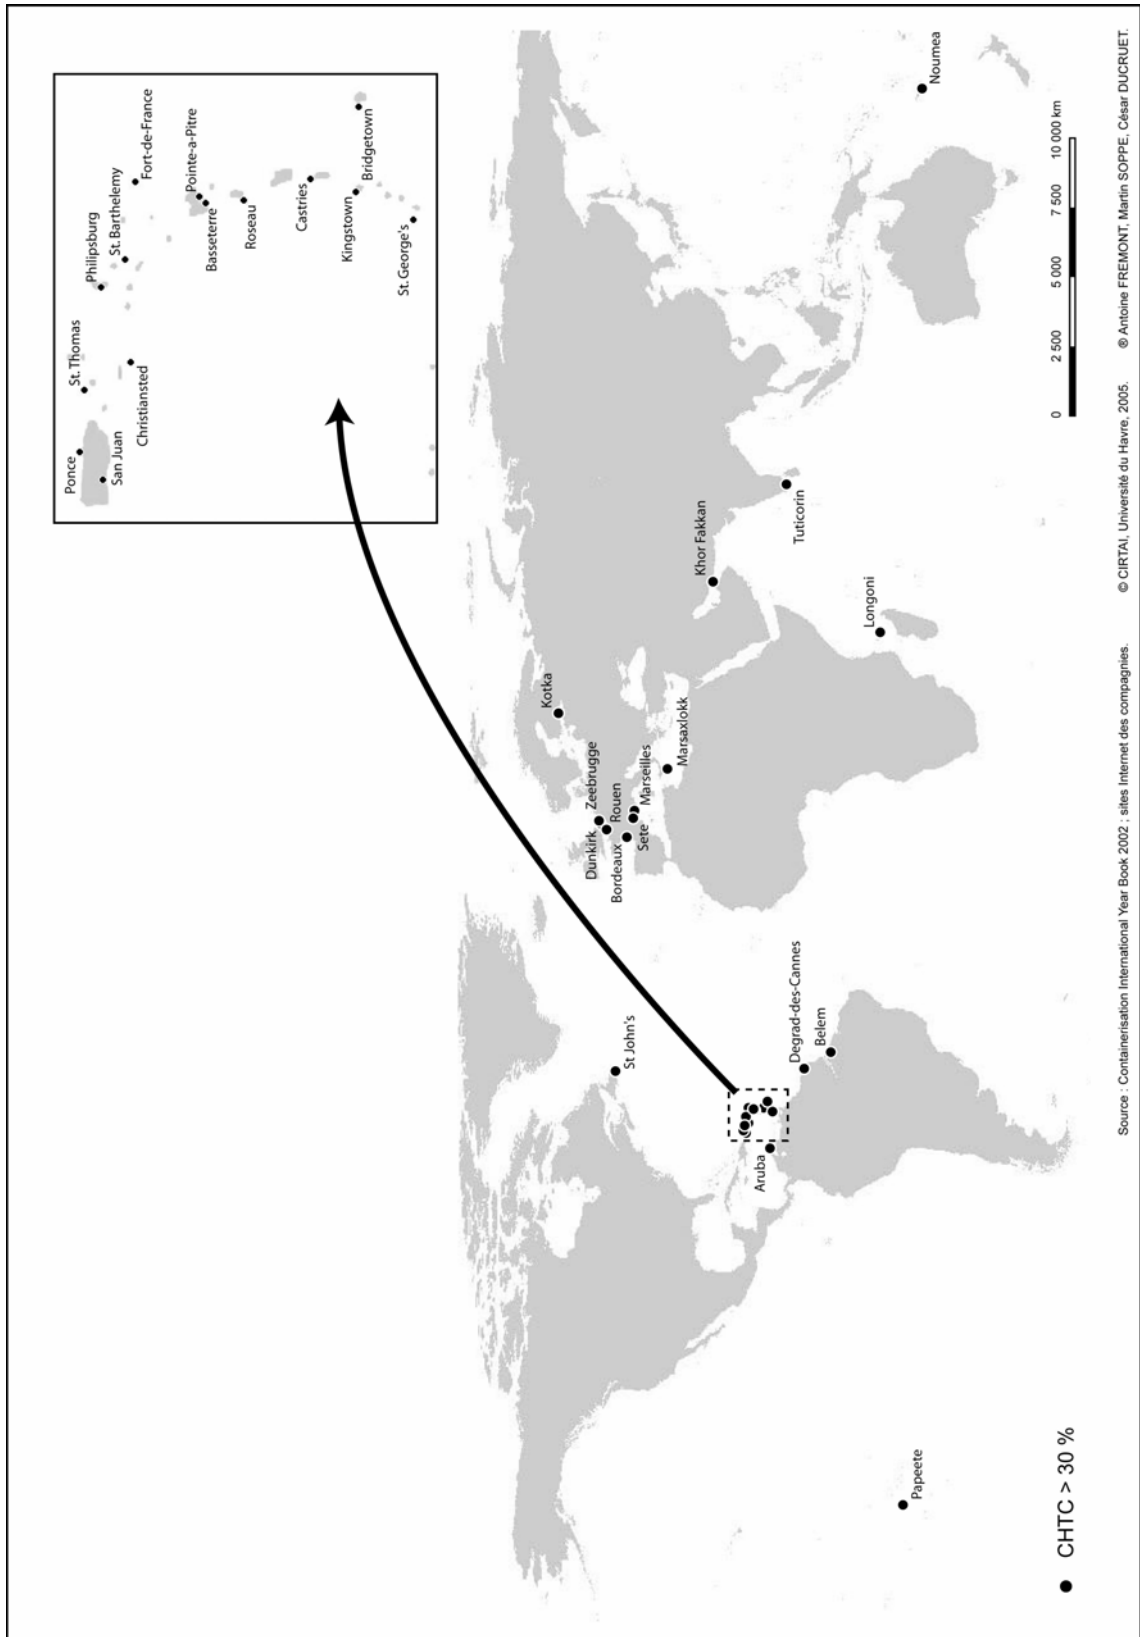 Ponce
San Juan
St. Thomas
Christiansted
Philipsburg
St. Barthelemy
Fort-de-France
Pointe-a-Pitre
Basseterre
Roseau
Castries
Kingstown
Bridgetown
St. George's
Kotka
Zeebrugge
Dunkirk
Rouen
Bordeaux
Sete
Marseilles
Marsaxlokk
Khor Fakkan
Tuticorin
Longoni
Noumea
St John's
Aruba
Degrad-des-Cannes
Belem
Papeete
CHTC > 30 %
0 2 500 5 000 7 500 10 000 km
Source : Containerisation International Year Book 2002 ; sites Internet des compagnies. © CIRTAI, Université du Havre, 2005. ® Antoine FREMONT, Martin SOPPE, César DUCRUET.